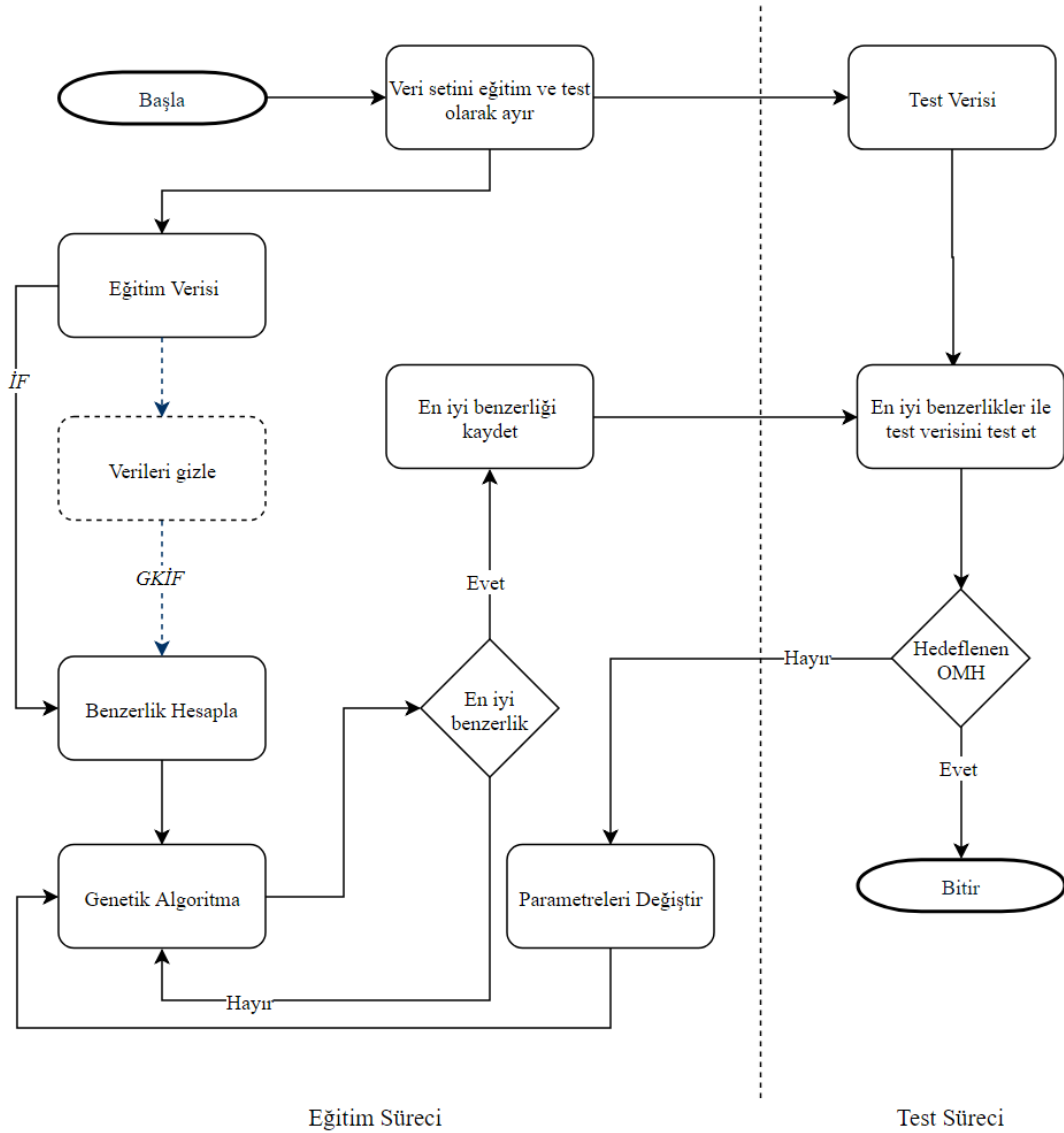 Başla
Veri setini eğitim ve test
olarak ayır
Test Verisi
Eğitim Verisi
İF
Verileri gizle
GKİF
En iyi benzerliği
kaydet
En iyi benzerlikler ile
test verisini test et
Evet
Hayır
Hedeflenen
OMH
Benzerlik Hesapla
En iyi
benzerlik
Evet
Genetik Algoritma
Parametreleri Değiştir
Bitir
Hayır
Eğitim Süreci
Test Süreci